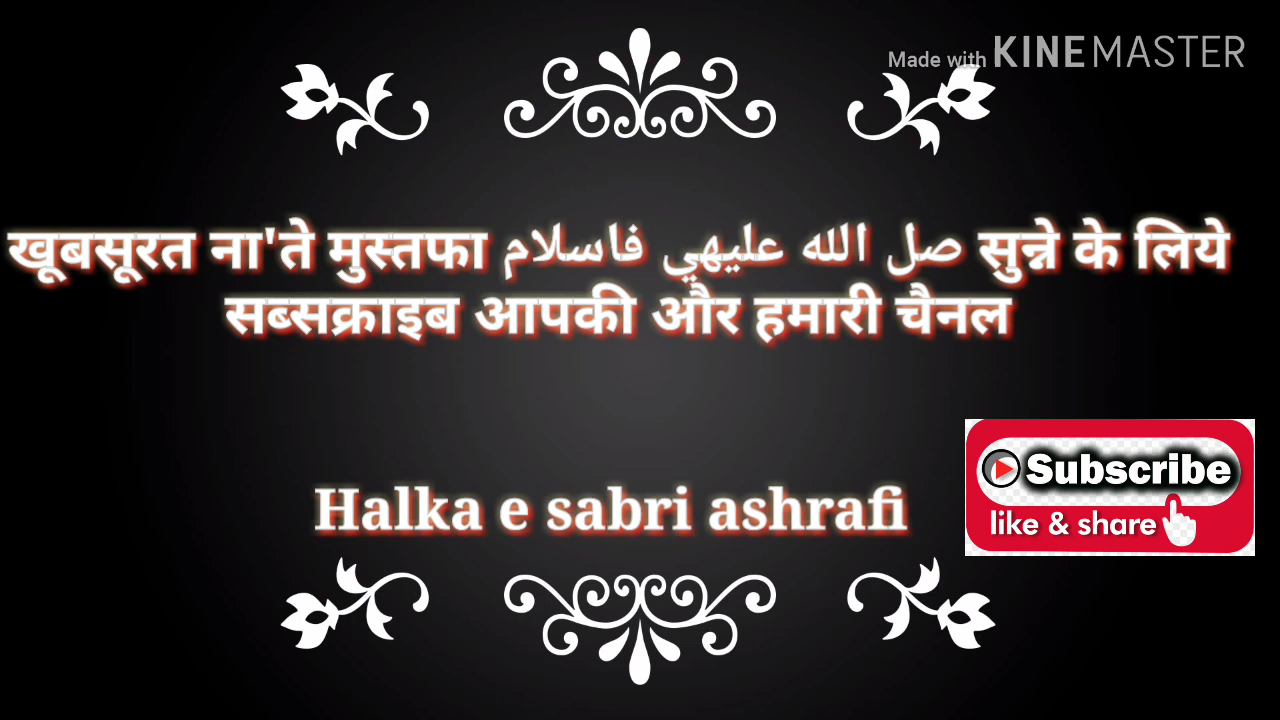 Made with KINEMASTER
खूबसूरत ना'ते मुस्तफा صل الله عليهي فاسلام सुन्ने के लिये
सब्सक्राइब आपकी और हमारी चैनल
Halka e sabri ashrafi
Subscribe
like & share